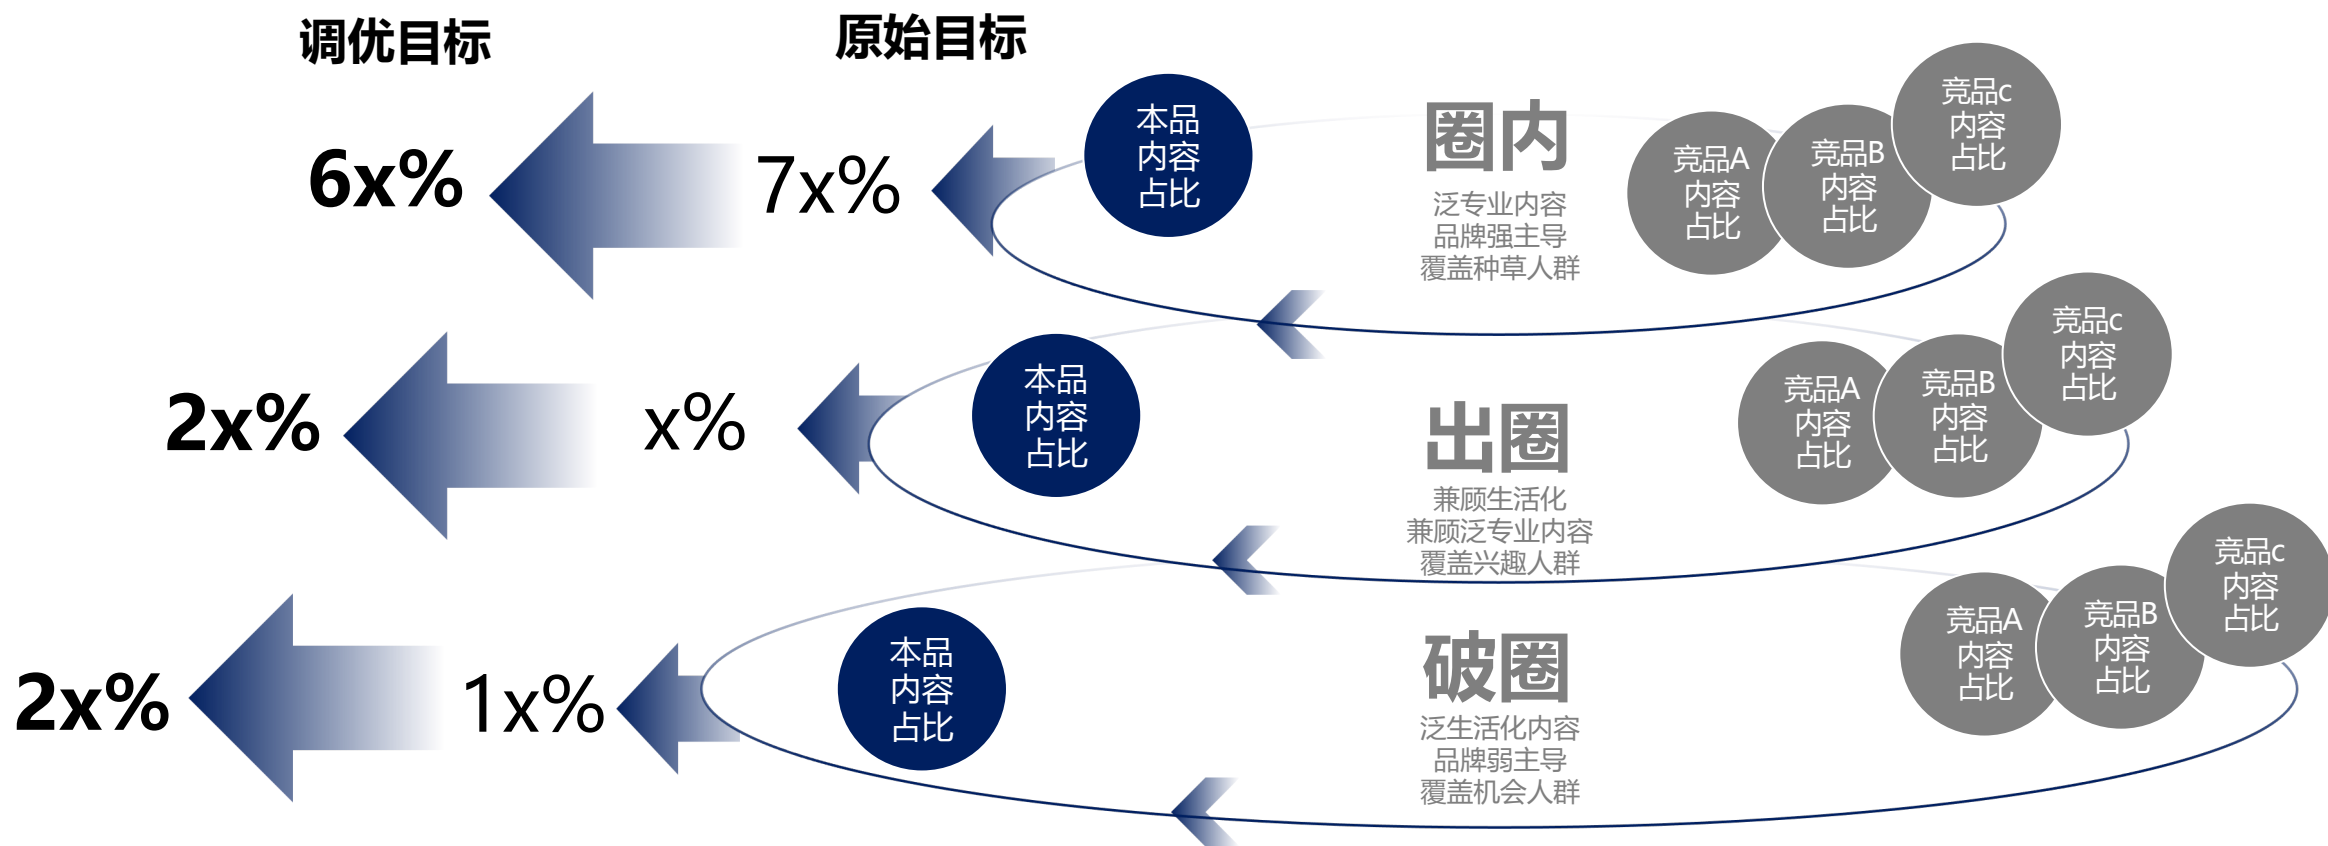 调优目标
原始目标
6x%
7x%
本品
内容
占比
圈内
泛专业内容
品牌强主导
覆盖种草人群
竞品A
内容
占比
竞品B
内容
占比
竞品c
内容
占比
2x%
x%
本品
内容
占比
出圈
兼顾生活化
兼顾泛专业内容
覆盖兴趣人群
竞品A
内容
占比
竞品B
内容
占比
竞品c
内容
占比
2x%
1x%
本品
内容
占比
破圈
泛生活化内容
品牌弱主导
覆盖机会人群
竞品A
内容
占比
竞品B
内容
占比
竞品c
内容
占比